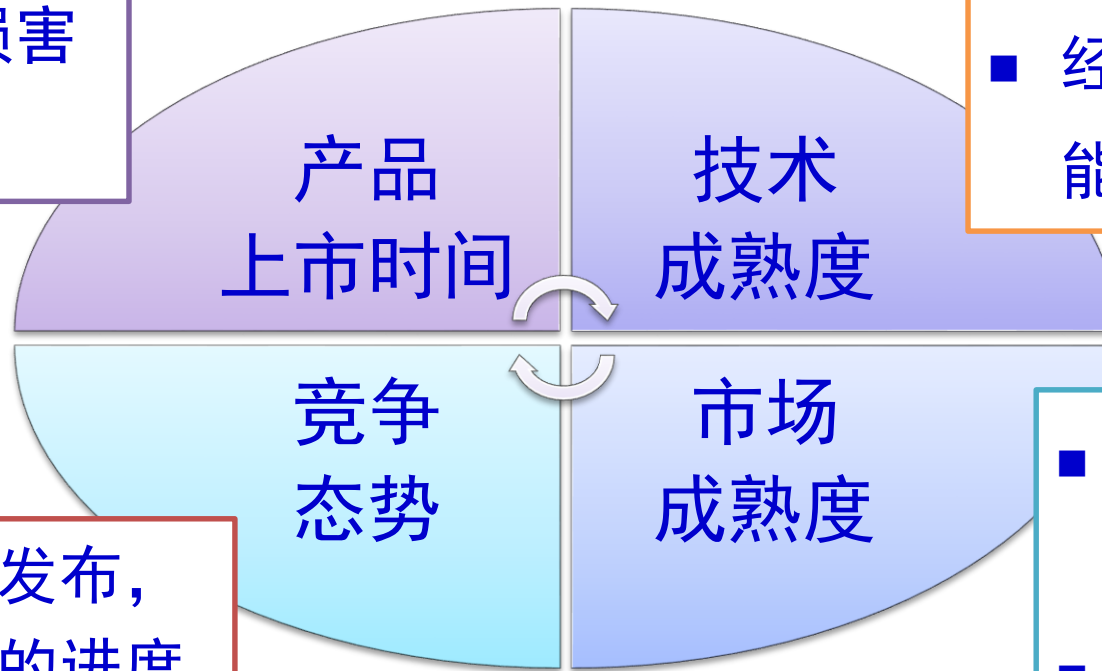 损害
产品
上市时间
技术
成熟度
经
能
竞争
态势
市场
成熟度
发布，
的进度